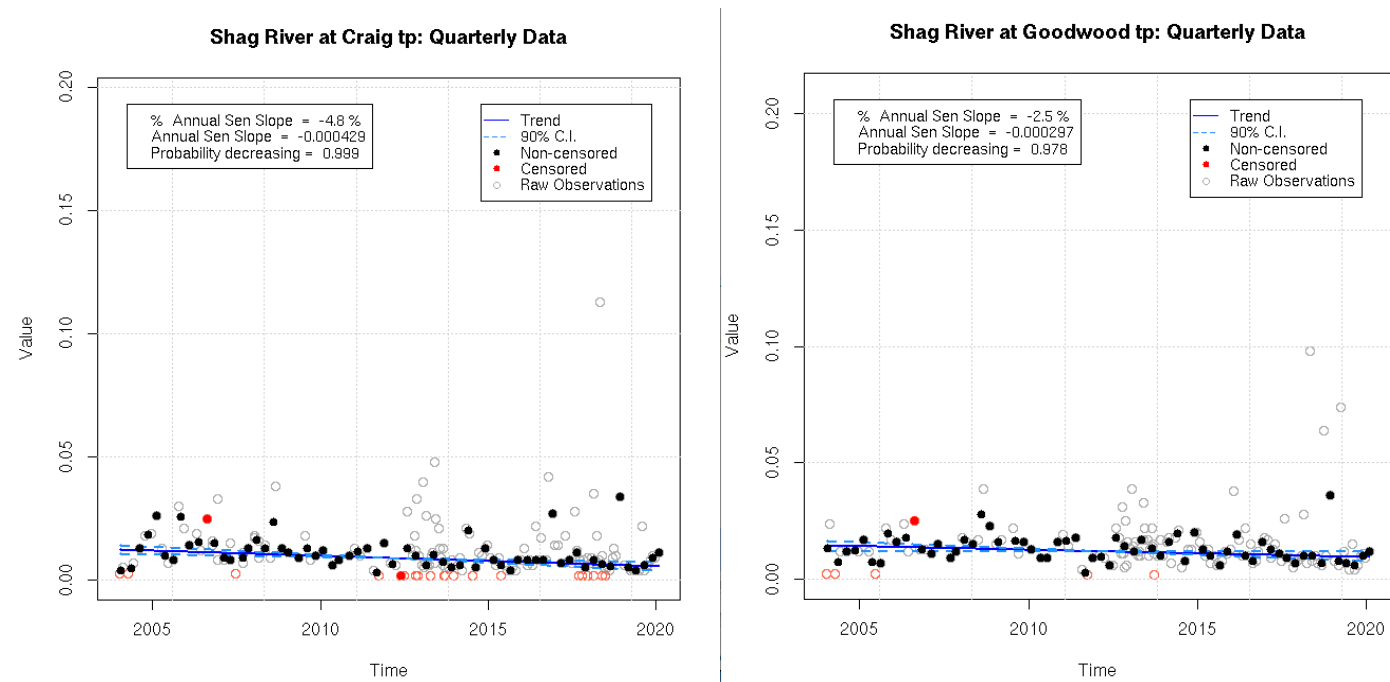 Shag River at Craig tp: Quarterly Data
% Annual Sen Slope = -4.8 %
Annual Sen Slope = -0.000429
Probability decreasing = 0.999
Trend
90% C.I.
Non-censored
Censored
Raw Observations
Value
0.20
0.15
0.10
0.05
0.00
2005
2010
2015
2020
Time
Shag River at Goodwood tp: Quarterly Data
% Annual Sen Slope = -2.5 %
Annual Sen Slope = -0.000297
Probability decreasing = 0.978
Trend
90% C.I.
Non-censored
Censored
Raw Observations
Value
0.20
0.15
0.10
0.05
0.00
2005
2010
2015
2020
Time